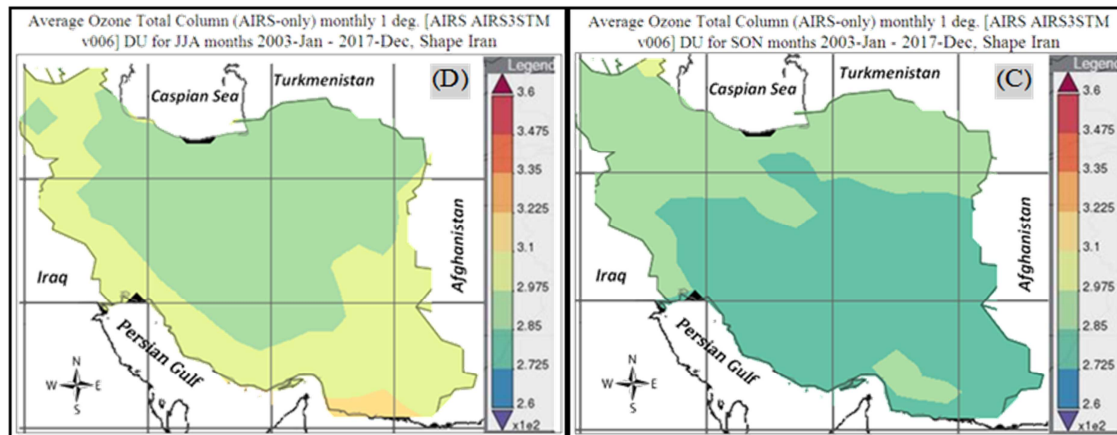 Average Ozone Total Column (AIRS-only) monthly 1 deg. [AIRS AIRS3STM
v006] DU for JJA months 2003-Jan - 2017-Dec, Shape Iran
(D)
Legend
Caspian Sea
Turkmenistan
Afghanistan
Iraq
Persian Gulf
N
W E
S
3.6
3.475
3.35
3.225
3.1
2.975
2.85
2.725
2.6
x1e2
Average Ozone Total Column (AIRS-only) monthly 1 deg. [AIRS AIRS3STM
v006] DU for SON months 2003-Jan - 2017-Dec, Shape Iran
(C)
Legend
Caspian Sea
Turkmenistan
Afghanistan
Iraq
Persian Gulf
N
W E
S
3.6
3.475
3.35
3.225
3.1
2.975
2.85
2.725
2.6
x1e2